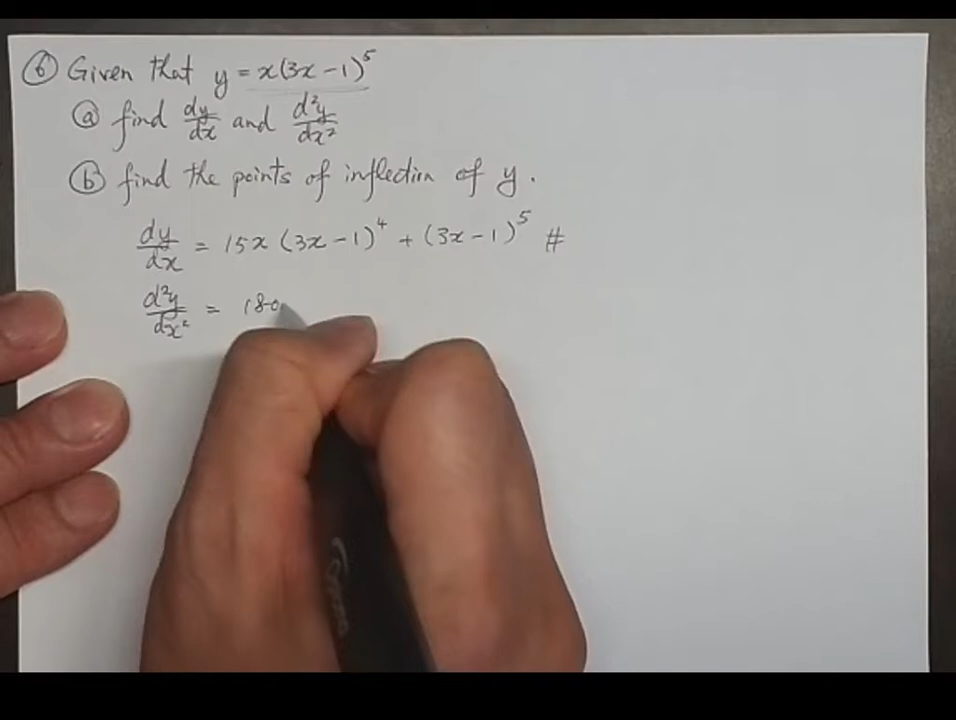 ⑥ Given that y = x(3x-1)⁵
ⓐ find dy/dx and d²y/dx²
ⓑ find the points of inflection of y.
dy/dx = 15x (3x-1)⁴ + (3x-1)⁵ #
d²y/dx² = 180